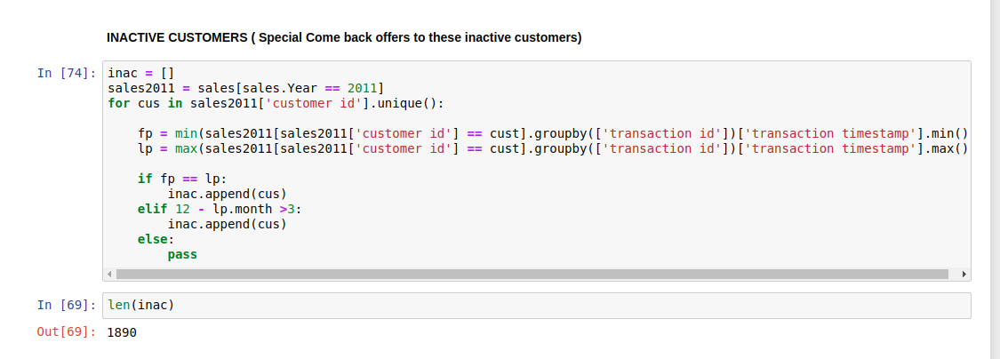 INACTIVE CUSTOMERS ( Special Come back offers to these inactive customers)
In [74]:
inac = []
sales2011 = sales[sales.Year == 2011]
for cus in sales2011['customer id'].unique():
    fp = min(sales2011[sales2011['customer id'] == cust].groupby(['transaction id'])['transaction timestamp'].min()
    lp = max(sales2011[sales2011['customer id'] == cust].groupby(['transaction id'])['transaction timestamp'].max()
    if fp == lp:
        inac.append(cus)
    elif 12 - lp.month >3:
        inac.append(cus)
    else:
        pass
In [69]:
len(inac)
Out[69]:
1890